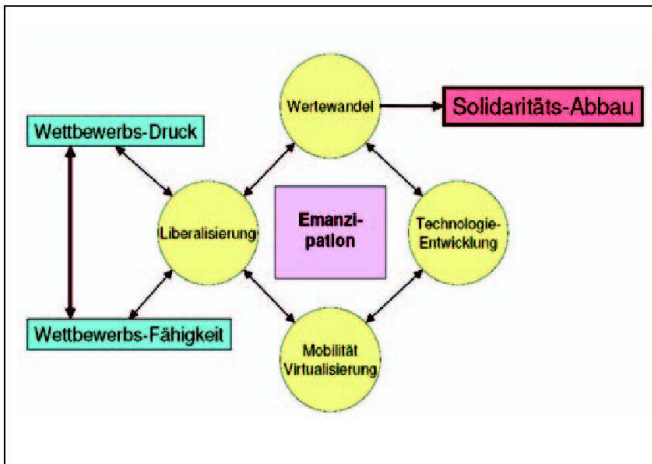 Wertewandel
Solidaritäts-Abbau
Wettbewerbs-Druck
Liberalisierung
Emanzi-
pation
Technologie-
Entwicklung
Wettbewerbs-Fähigkeit
Mobilität
Virtualisierung